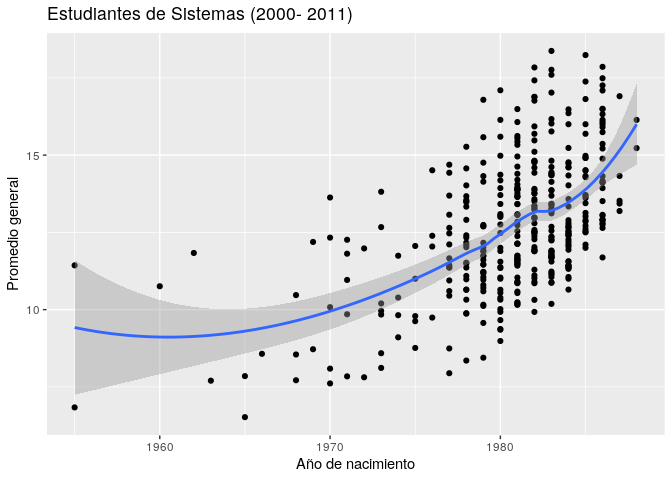 Estudiantes de Sistemas (2000- 2011)
15
10
Promedio general
1960
1970
1980
Año de nacimiento